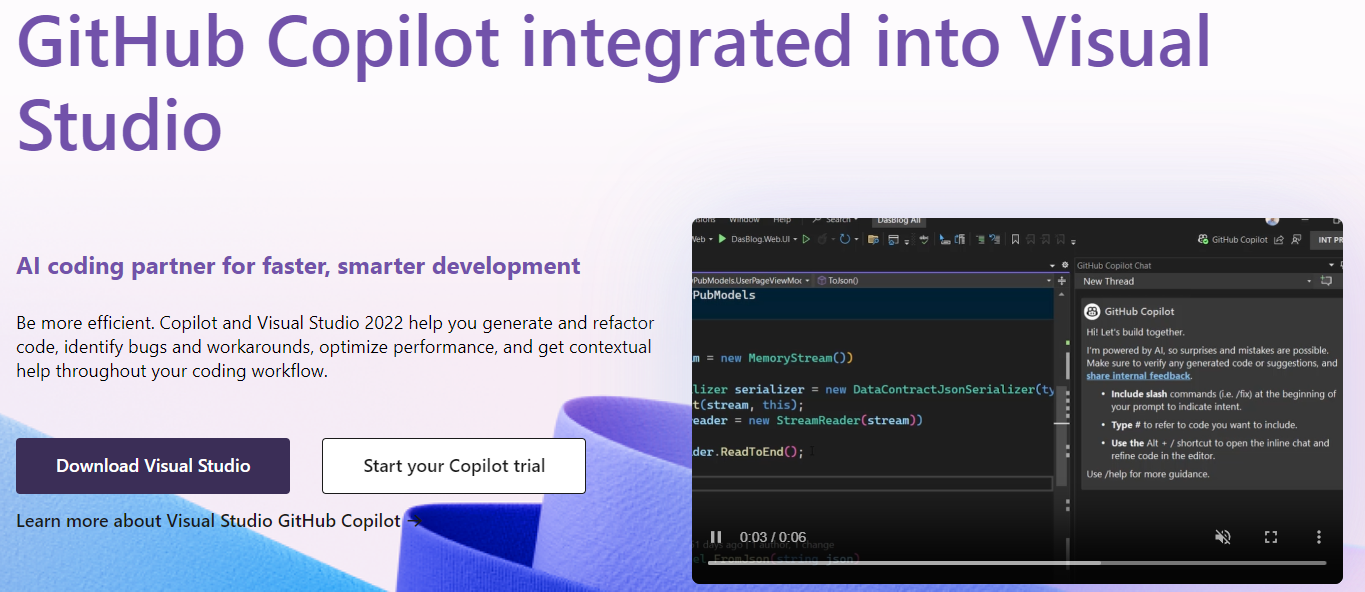 GitHub Copilot integrated into Visual
Studio
AI coding partner for faster, smarter development
Be more efficient. Copilot and Visual Studio 2022 help you generate and refactor
code, identify bugs and workarounds, optimize performance, and get contextual
help throughout your coding workflow.
Download Visual Studio
Start your Copilot trial
Learn more about Visual Studio GitHub Copilot →
Window Help Search DasBlog All
Web DasBlog.Web.UI GitHub Copilot INT PR
PubModels.UserPageViewMo ToJson()
PubModels
m = new MemoryStream())
lizer serializer = new DataContractJsonSerializer(ty
t(stream, this);
eader = new StreamReader(stream))
der.ReadToEnd();
51 days ago | 1 author, 1 change
el FromJson(string json)
0:03 / 0:06
GitHub Copilot Chat
New Thread
GitHub Copilot
Hi! Let's build together.
I'm powered by AI, so surprises and mistakes are possible.
Make sure to verify any generated code or suggestions, and
share internal feedback.
• Include slash commands (i.e. /fix) at the beginning of
your prompt to indicate intent.
• Type # to refer to code you want to include.
• Use the Alt + / shortcut to open the inline chat and
refine code in the editor.
Use /help for more guidance.